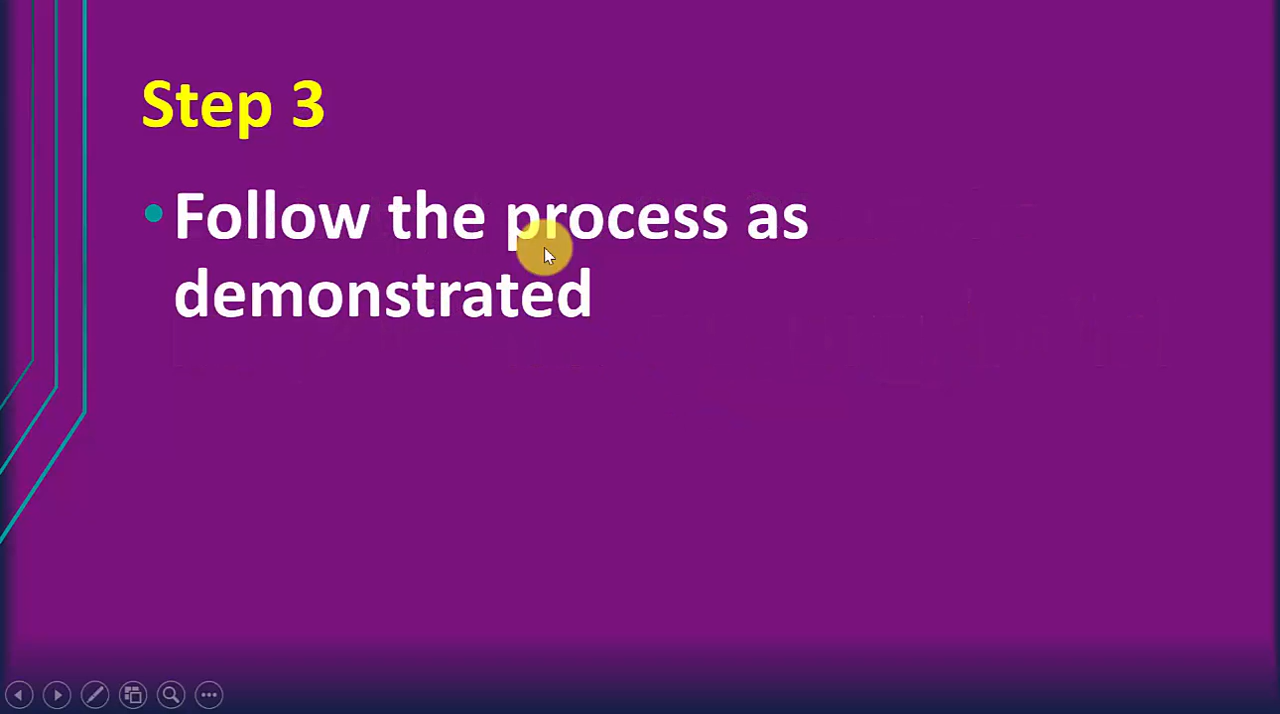 Step 3
Follow the process as
demonstrated